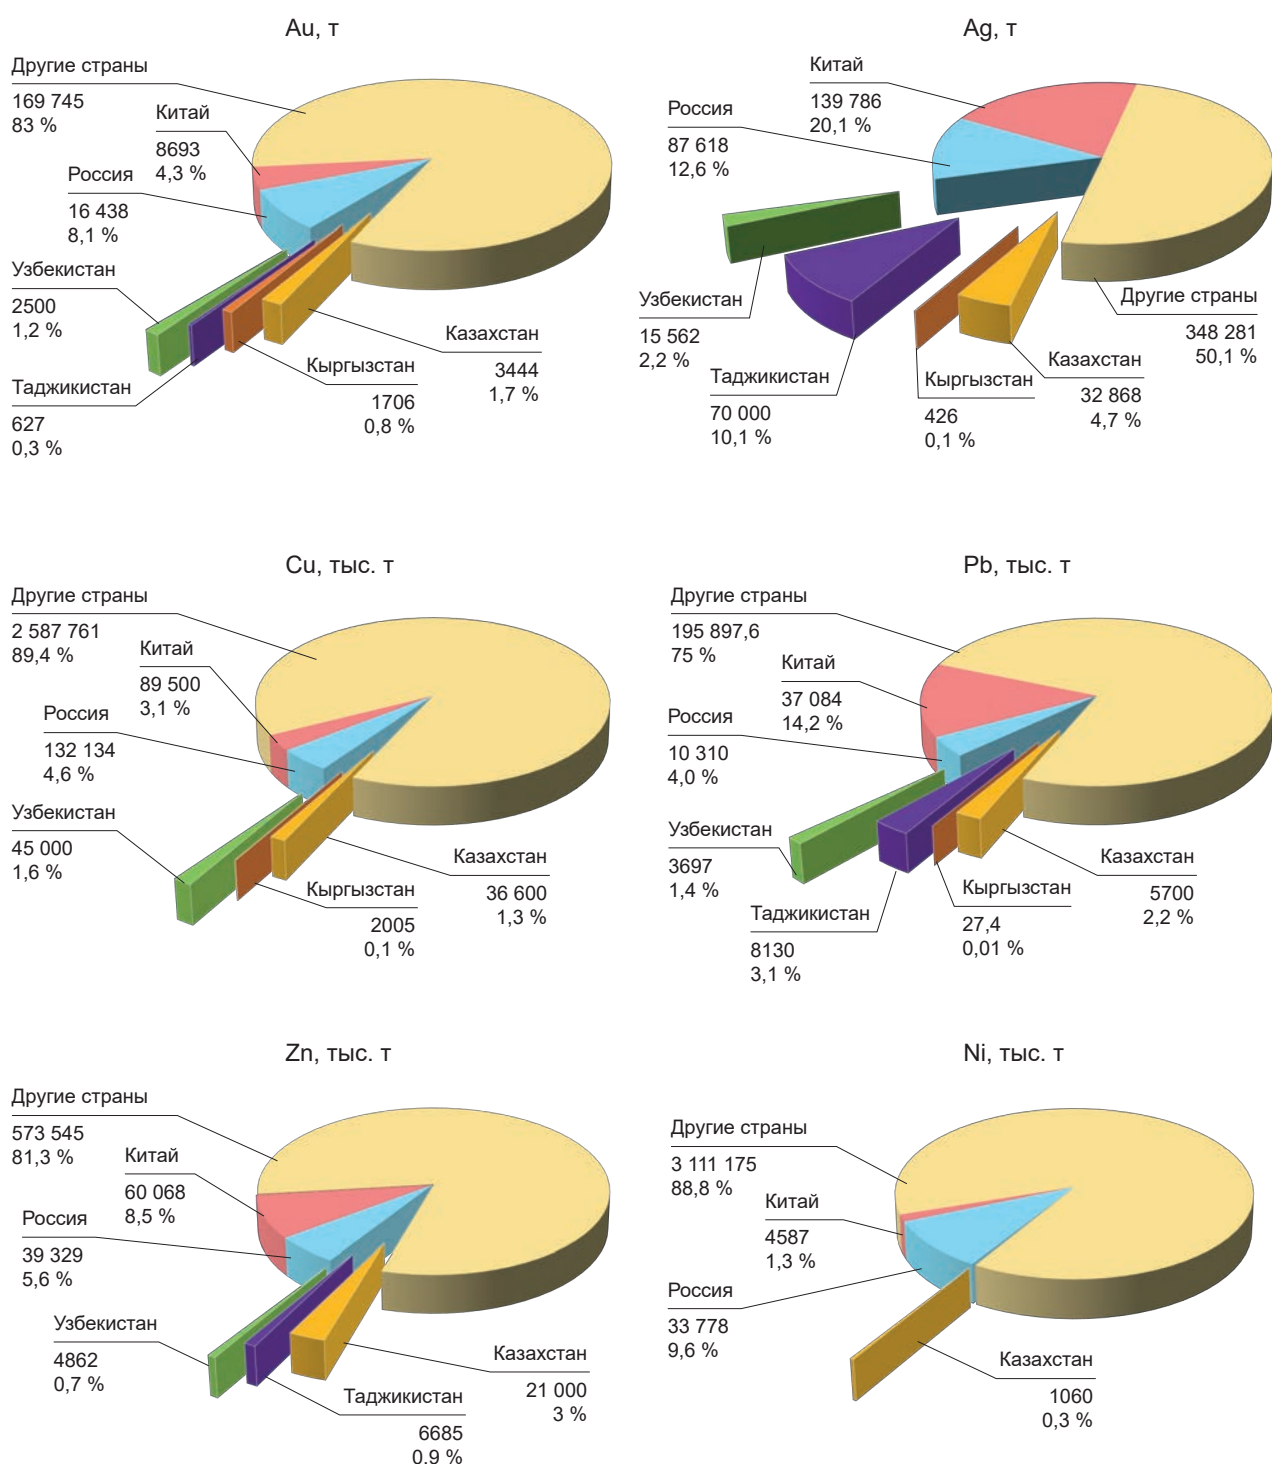 Au, т
Другие страны
169 745
83 %
Китай
8693
4,3 %
Россия
16 438
8,1 %
Узбекистан
2500
1,2 %
Таджикистан
627
0,3 %
Кыргызстан
1706
0,8 %
Казахстан
3444
1,7 %
Ag, т
Китай
139 786
20,1 %
Россия
87 618
12,6 %
Узбекистан
15 562
2,2 %
Таджикистан
70 000
10,1 %
Кыргызстан
426
0,1 %
Казахстан
32 868
4,7 %
Другие страны
348 281
50,1 %
Cu, тыс. т
Другие страны
2 587 761
89,4 %
Китай
89 500
3,1 %
Россия
132 134
4,6 %
Узбекистан
45 000
1,6 %
Кыргызстан
2005
0,1 %
Казахстан
36 600
1,3 %
Pb, тыс. т
Другие страны
195 897,6
75 %
Китай
37 084
14,2 %
Россия
10 310
4,0 %
Узбекистан
3697
1,4 %
Таджикистан
8130
3,1 %
Кыргызстан
27,4
0,01 %
Казахстан
5700
2,2 %
Zn, тыс. т
Другие страны
573 545
81,3 %
Китай
60 068
8,5 %
Россия
39 329
5,6 %
Узбекистан
4862
0,7 %
Таджикистан
6685
0,9 %
Казахстан
21 000
3 %
Ni, тыс. т
Другие страны
3 111 175
88,8 %
Китай
4587
1,3 %
Россия
33 778
9,6 %
Казахстан
1060
0,3 %